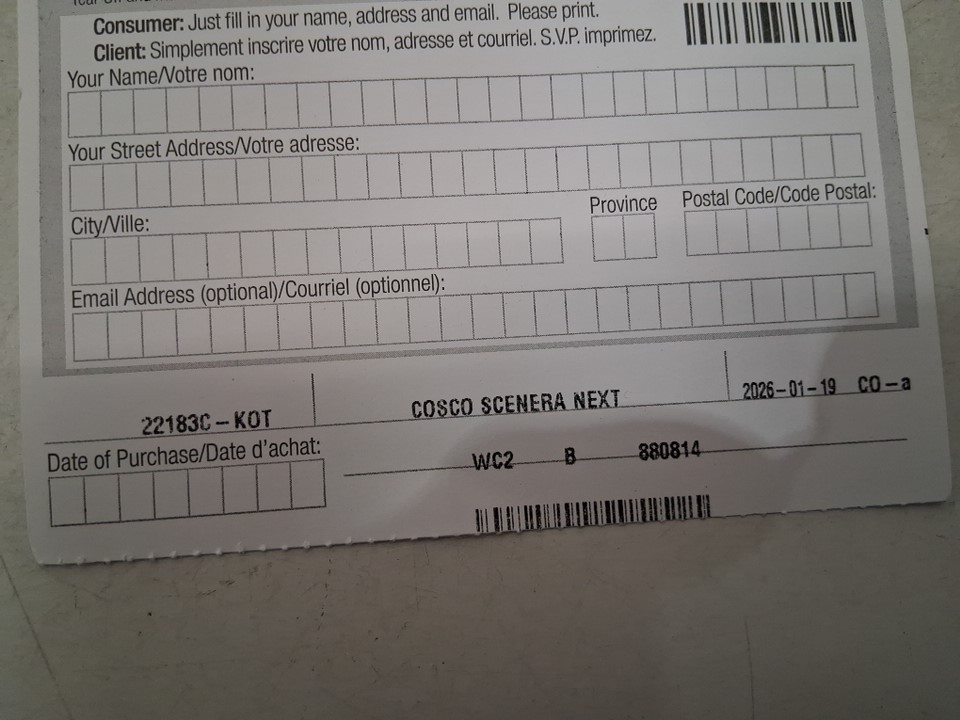 Consumer: Just fill in your name, address and email. Please print.
Client: Simplement inscrire votre nom, adresse et courriel. S.V.P. imprimez.
Your Name/Votre nom:
Your Street Address/Votre adresse:
City/Ville:
Province
Postal Code/Code Postal:
Email Address (optional)/Courriel (optionnel):
22183C-KOT
COSCO SCENERA NEXT
2026-01-19 CO-a
Date of Purchase/Date d'achat:
WC2 B 880814